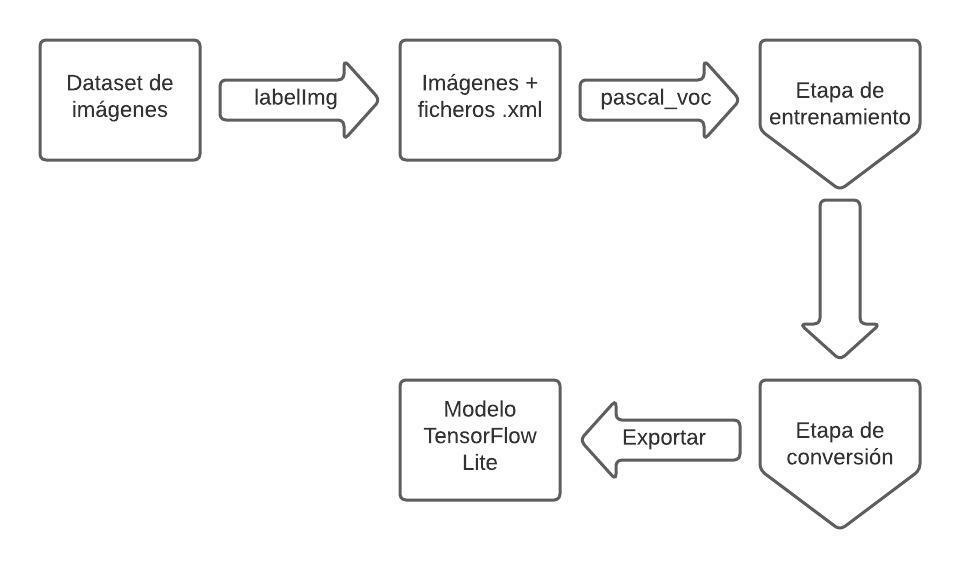 Dataset de
imágenes
labelImg
Imágenes +
ficheros .xml
pascal_voc
Etapa de
entrenamiento
Etapa de
conversión
Exportar
Modelo
TensorFlow
Lite